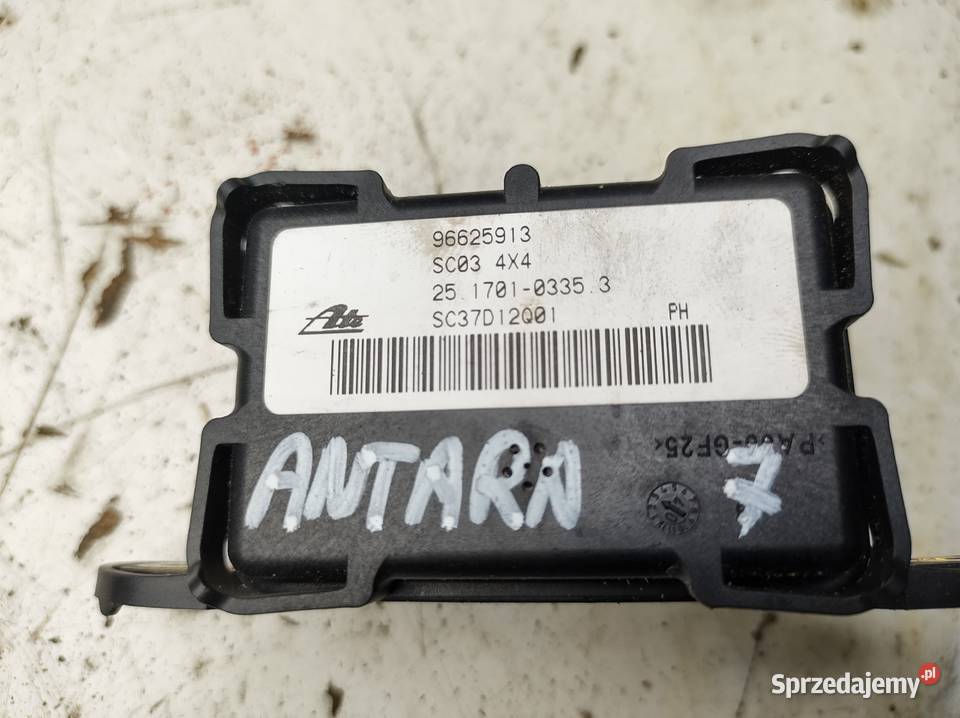 96625913
SC03 4X4
25.1701-0335.3
SC37D12Q01 PH
Ate
>PA66-GF25<
ANTARA 7
Sprzedajemy.pl